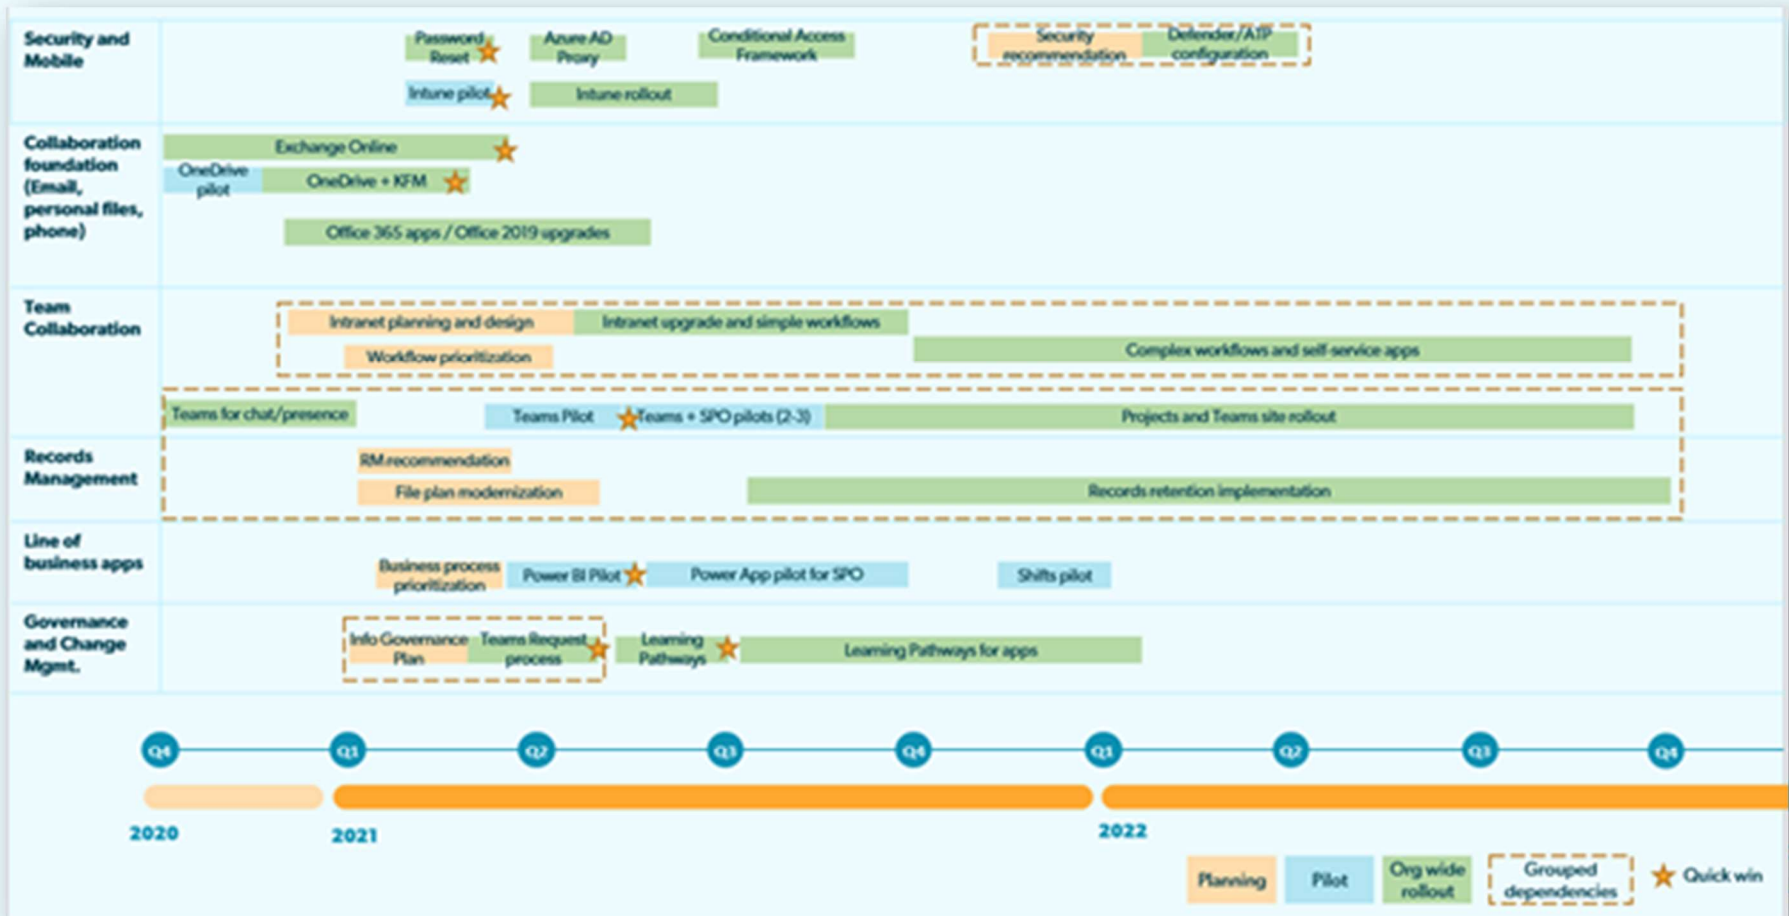 Security and
Mobile
Password
Reset
Azure AD
Proxy
Conditional Access
Framework
Security
recommendation
Defender/ATP
configuration
Intune pilot
Intune rollout
Collaboration
foundation
(Email,
personal files,
phone)
Exchange Online
OneDrive
pilot
OneDrive + KFM
Office 365 apps / Office 2019 upgrades
Team
Collaboration
Intranet planning and design
Intranet upgrade and simple workflows
Workflow prioritization
Complex workflows and self-service apps
Teams for chat/presence
Teams Pilot
Teams + SPO pilots (2-3)
Projects and Teams site rollout
Records
Management
RM recommendation
File plan modernization
Records retention implementation
Line of
business apps
Business process
prioritization
Power BI Pilot
Power App pilot for SPO
Shifts pilot
Governance
and Change
Mgmt.
Info Governance
Plan
Teams Request
process
Learning
Pathways
Learning Pathways for apps
Q4
Q1
Q2
Q3
Q4
Q1
Q2
Q3
Q4
2020
2021
2022
Planning
Pilot
Org wide
rollout
Grouped
dependencies
Quick win